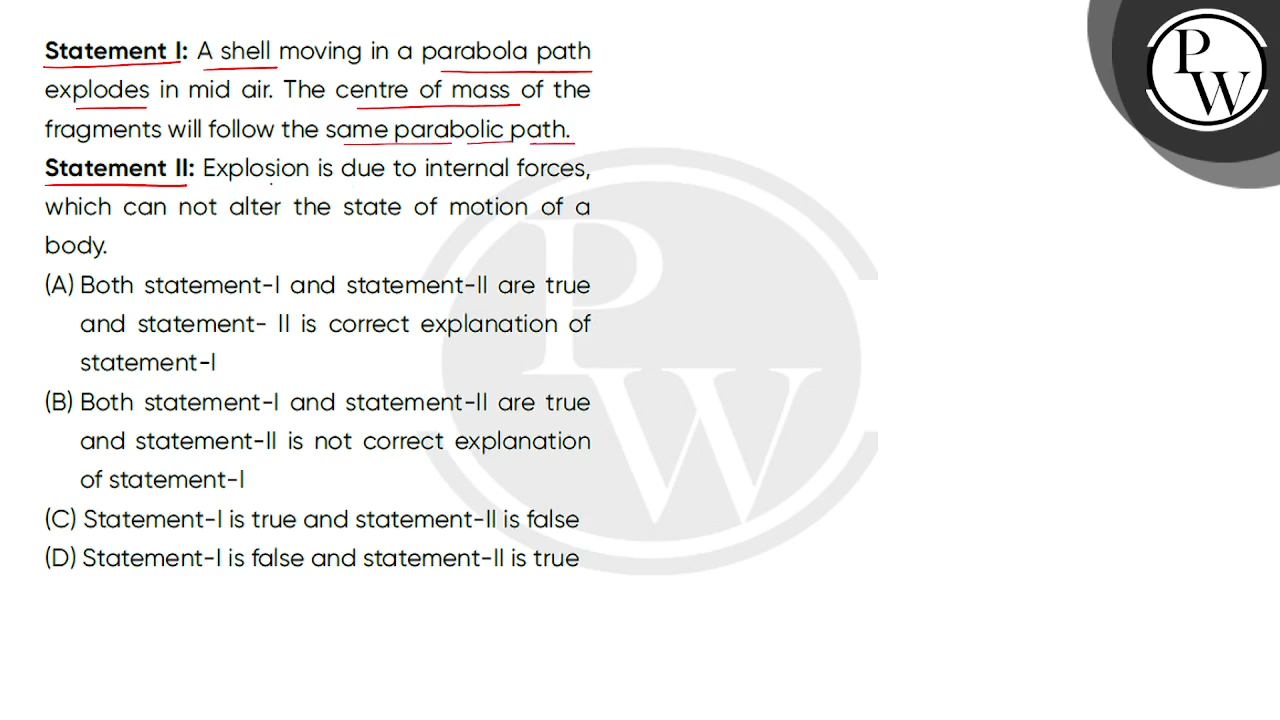 Statement I: A shell moving in a parabola path
explodes in mid air. The centre of mass of the
fragments will follow the same parabolic path.
Statement II: Explosion is due to internal forces,
which can not alter the state of motion of a
body.
(A) Both statement-I and statement-II are true
and statement- II is correct explanation of
statement-I
(B) Both statement-I and statement-II are true
and statement-II is not correct explanation
of statement-I
(C) Statement-I is true and statement-II is false
(D) Statement-I is false and statement-II is true
P
W
P
W